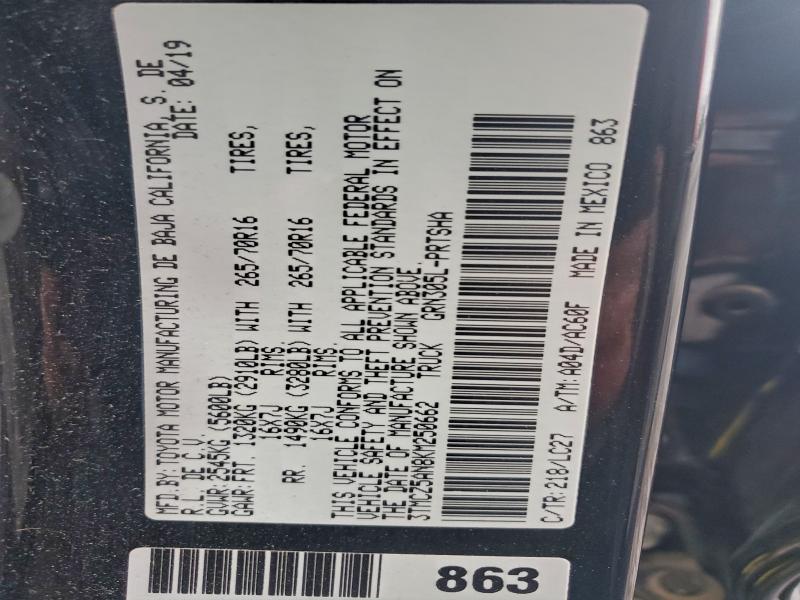 MFD.BY: TOYOTA MOTOR MANUFACTURING DE BAJA CALIFORNIA, S. DE
R.L. DE C.V. DATE: 04/19
GVWR: 2545KG (5600LB)
GAWR: FRT. 1320KG (2910LB) WITH 265/70R16 TIRES,
16X7J RIMS.
RR. 1490KG (3280LB) WITH 265/70R16 TIRES,
16X7J RIMS.
THIS VEHICLE CONFORMS TO ALL APPLICABLE FEDERAL MOTOR
VEHICLE SAFETY AND THEFT PREVENTION STANDARDS IN EFFECT ON
THE DATE OF MANUFACTURE SHOWN ABOVE.
3TMCZ5AN8KM250662 TRUCK GRN305L-PRTSHA
C/TR: 218/LC27 A/TM: A04D/AC60F MADE IN MEXICO 863
863